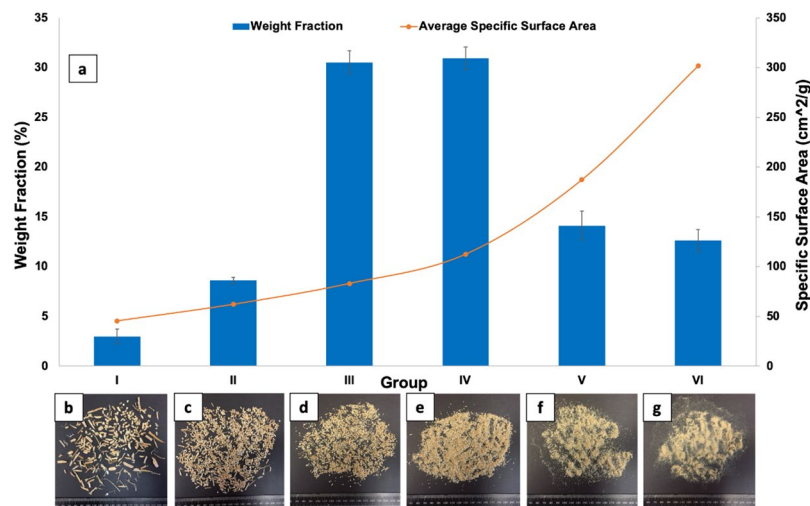 35
30
25
20
15
10
5
0
Weight Fraction (%)
Weight Fraction
Average Specific Surface Area
a
350
300
250
200
150
100
50
0
Specific Surface Area (cm^2/g)
I II III IV V VI
Group
b c d e f g